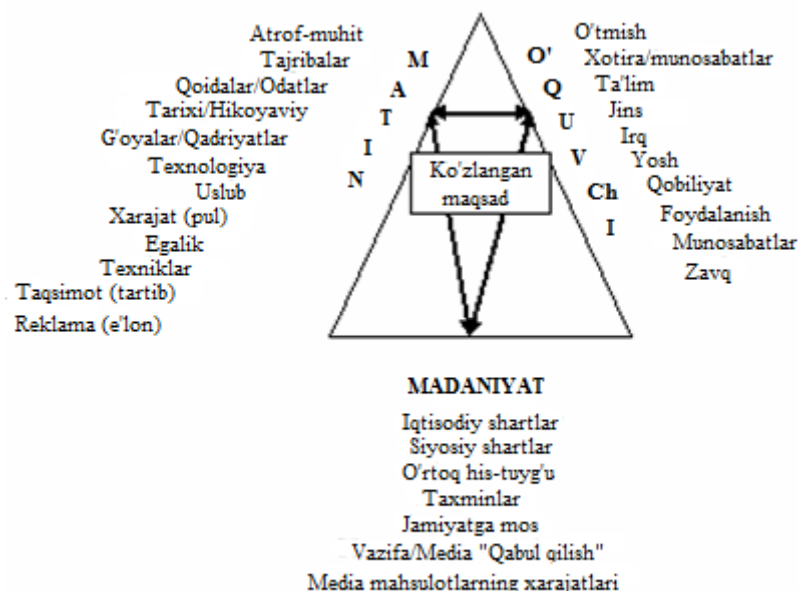 Atrof-muhit
Tajribalar
Qoidalar/Odatlar
Tarixi/Hikoyaviy
G'oyalar/Qadriyatlar
Texnologiya
Uslub
Xarajat (pul)
Egalik
Texniklar
Taqsimot (tartib)
Reklama (e'lon)
M
A
T
I
N
Ko'zlangan
maqsad
O'
Q
U
V
Ch
I
O'tmish
Xotira/munosabatlar
Ta'lim
Jins
Irq
Yosh
Qobiliyat
Foydalanish
Munosabatlar
Zavq
MADANIYAT
Iqtisodiy shartlar
Siyosiy shartlar
O'rtoq his-tuyg'u
Taxminlar
Jamiyatga mos
Vazifa/Media "Qabul qilish"
Media mahsulotlarning xarajatlari